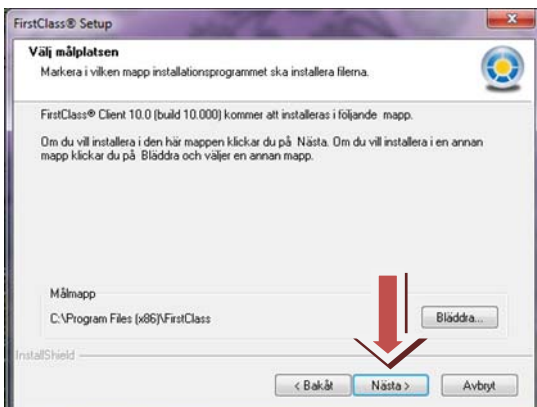 FirstClass® Setup
Välj målplatsen
Markera i vilken mapp installationsprogrammet ska installera filerna.
FirstClass® Client 10.0 (build 10.000) kommer att installeras i följande mapp.
Om du vill installera i den här mappen klickar du på Nästa. Om du vill installera i en annan
mapp klickar du på Bläddra och väljer en annan mapp.
Målmapp
C:\Program Files (x86)\FirstClass
Bläddra...
InstallShield
< Bakåt
Nästa >
Avbryt